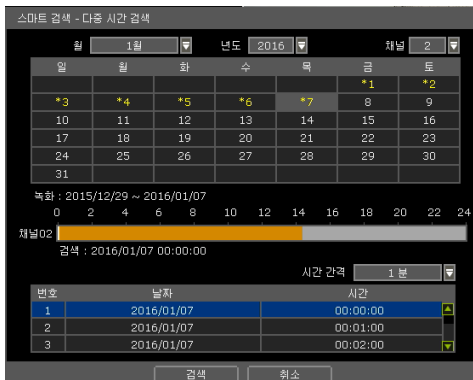 스마트 검색 - 다중 시간 검색
월 1월 년도 2016 채널 2
일 월 화 수 목 금 토
*1 *2
*3 *4 *5 *6 *7 8 9
10 11 12 13 14 15 16
17 18 19 20 21 22 23
24 25 26 27 28 29 30
31
녹화 : 2015/12/29 ~ 2016/01/07
0 2 4 6 8 10 12 14 16 18 20 22 24
채널02
검색 : 2016/01/07 00:00:00
시간 간격 1 분
번호 날짜 시간
1 2016/01/07 00:00:00
2 2016/01/07 00:01:00
3 2016/01/07 00:02:00
검색 취소